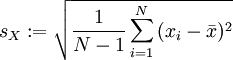 s_X := \sqrt{\frac{1}{N-1} \sum_{i=1}^{N} (x_i - \bar{x})^2}